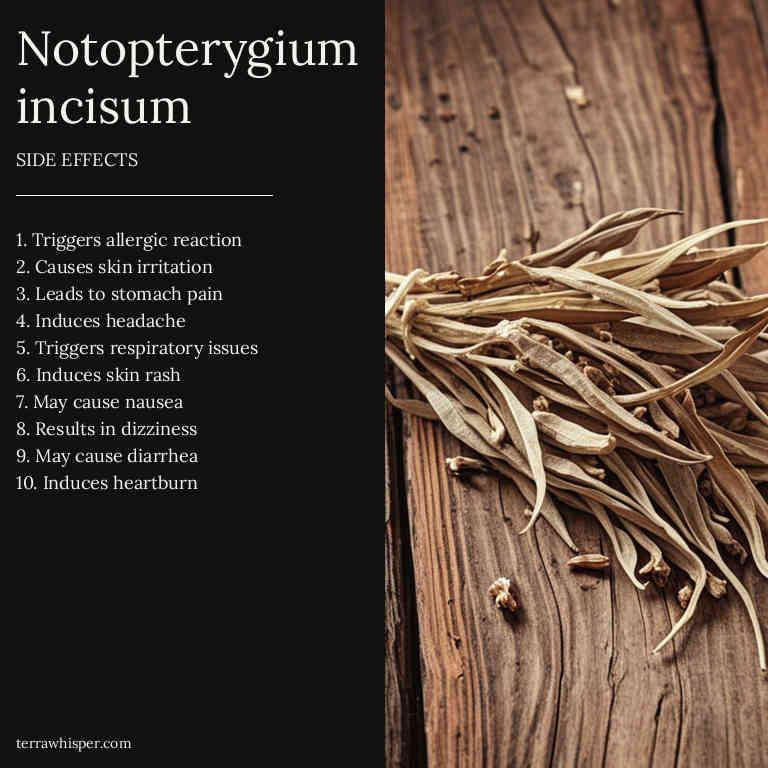 Notopterygium
incisum
SIDE EFFECTS
1. Triggers allergic reaction
2. Causes skin irritation
3. Leads to stomach pain
4. Induces headache
5. Triggers respiratory issues
6. Induces skin rash
7. May cause nausea
8. Results in dizziness
9. May cause diarrhea
10. Induces heartburn
terrawhisper.com